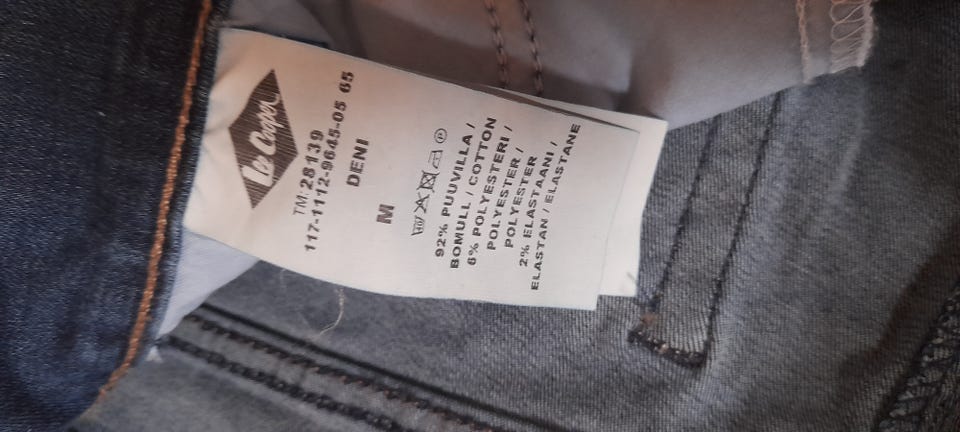 Lee Cooper
TM: 28139
117-1112-9645-05 65
DENI
M
40
P
92% PUUVILLA /
BOMULL / COTTON
6% POLYESTERI /
POLYESTER /
2% ELASTAANI /
ELASTAN / ELASTANE